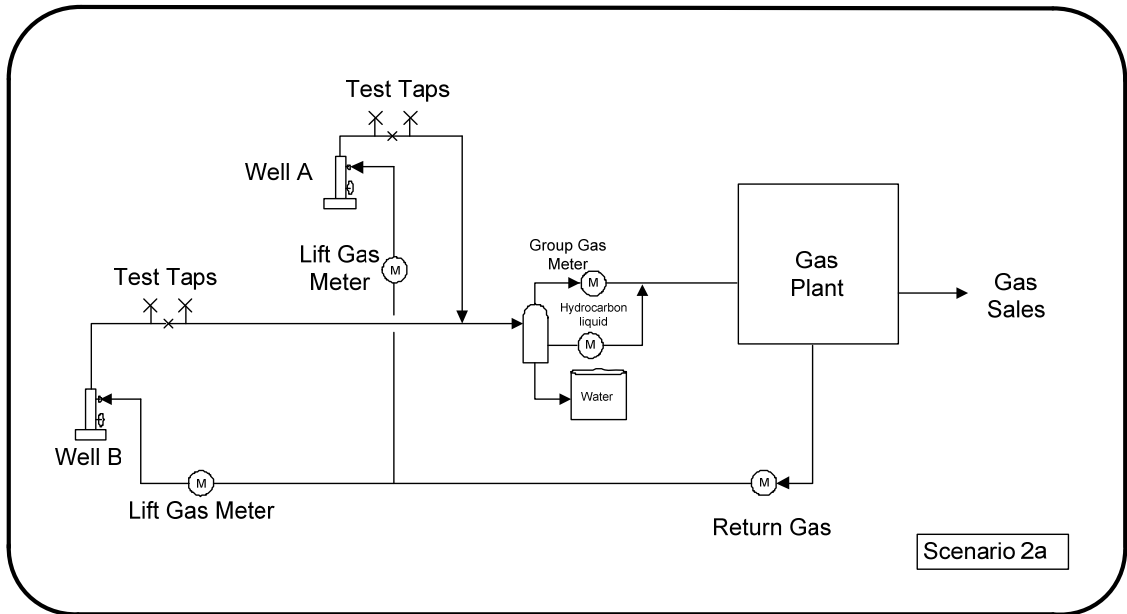 Test Taps
Well A
Lift Gas
Meter
M
Test Taps
Group Gas
Meter
M
Hydrocarbon
liquid
M
Water
Gas
Plant
Gas
Sales
Well B
M
Lift Gas Meter
M
Return Gas
Scenario 2a